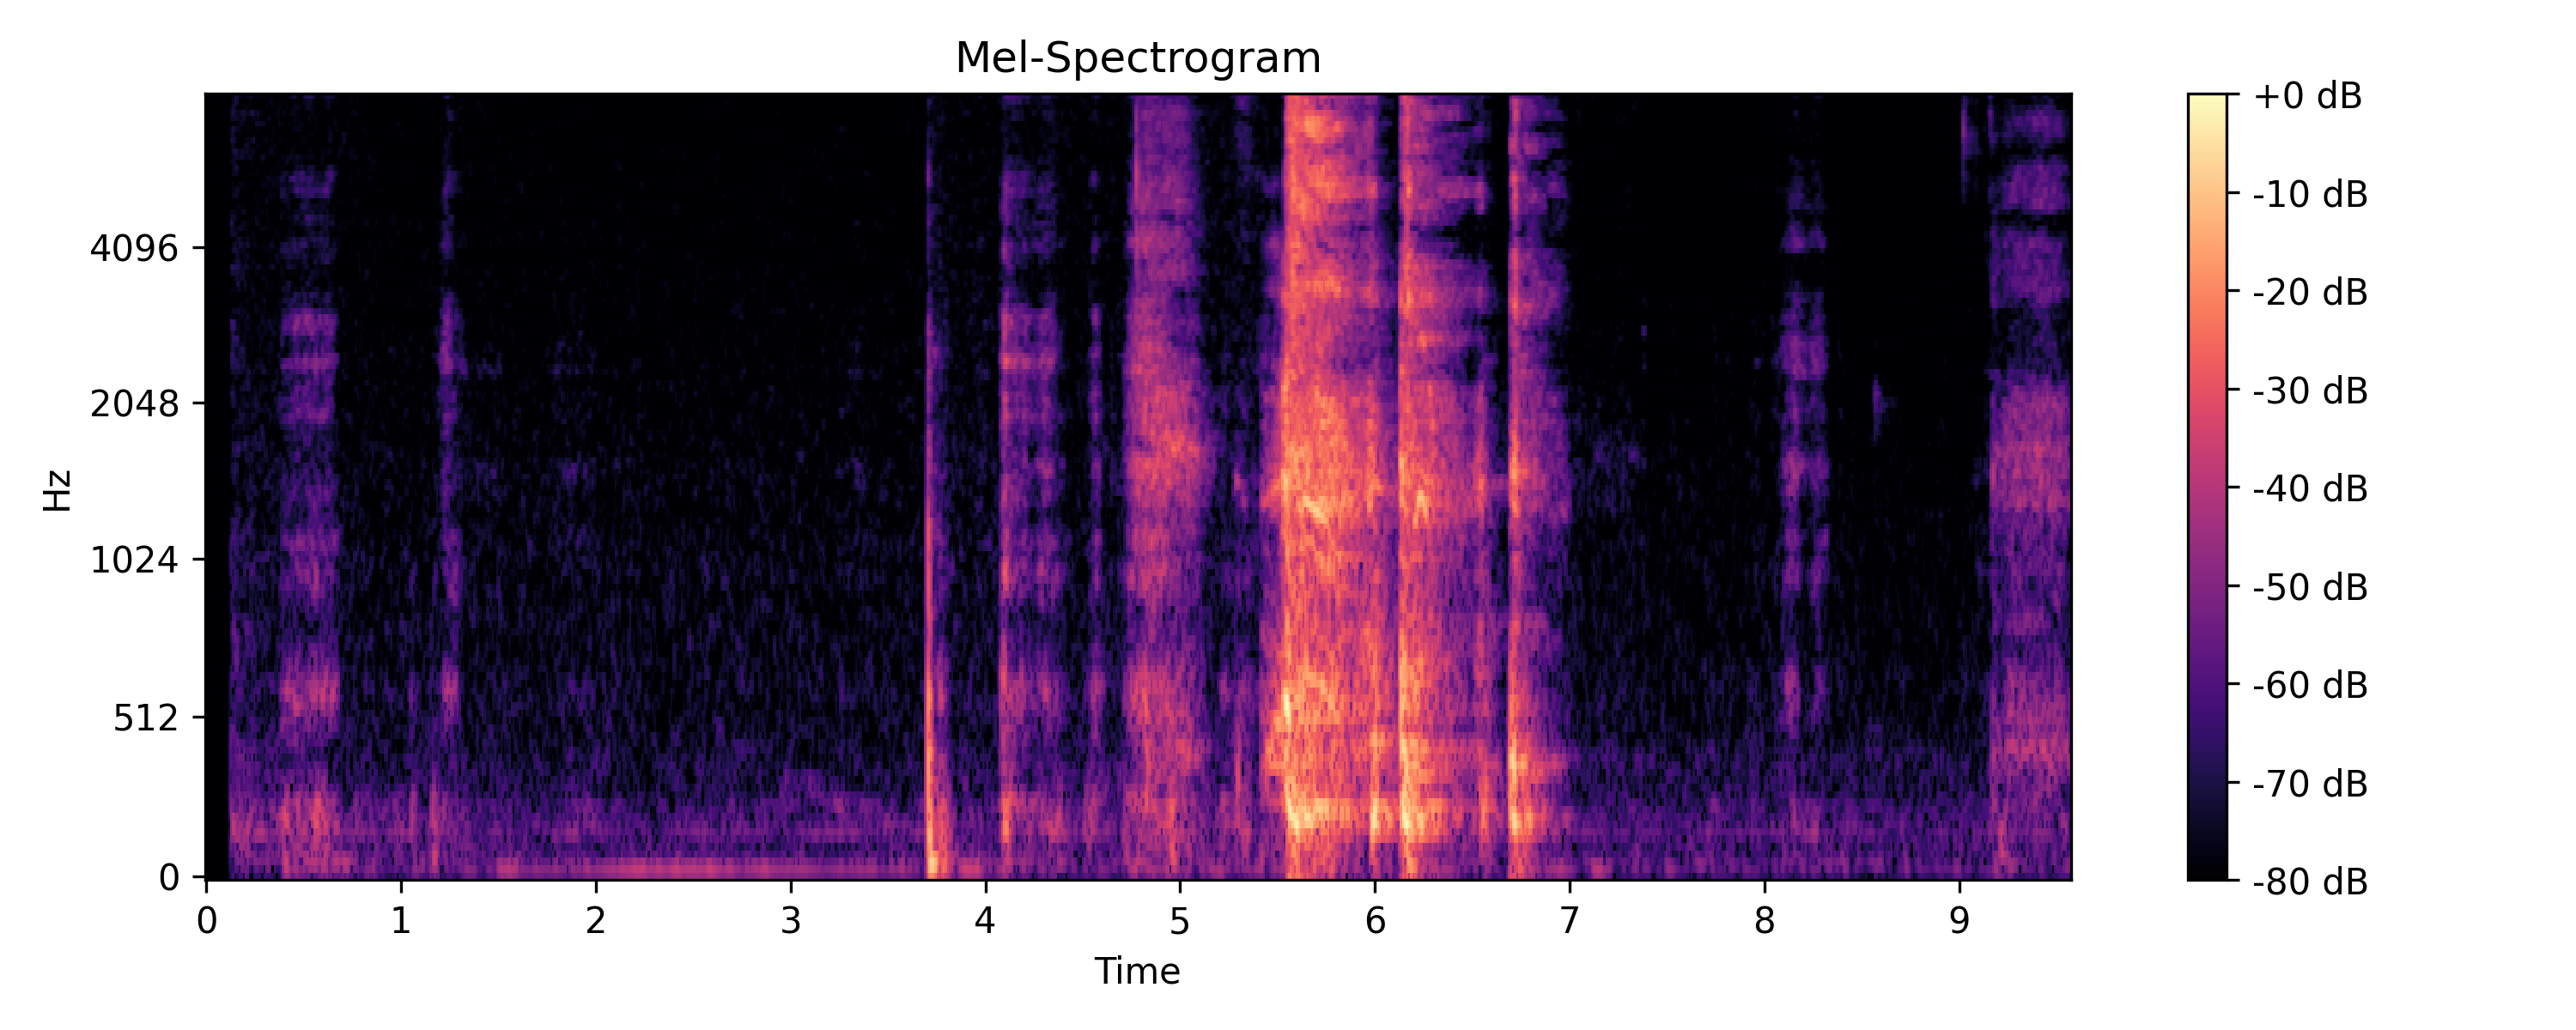 Mel-Spectrogram
Hz
4096
2048
1024
512
0
0 1 2 3 4 5 6 7 8 9
Time
+0 dB
-10 dB
-20 dB
-30 dB
-40 dB
-50 dB
-60 dB
-70 dB
-80 dB